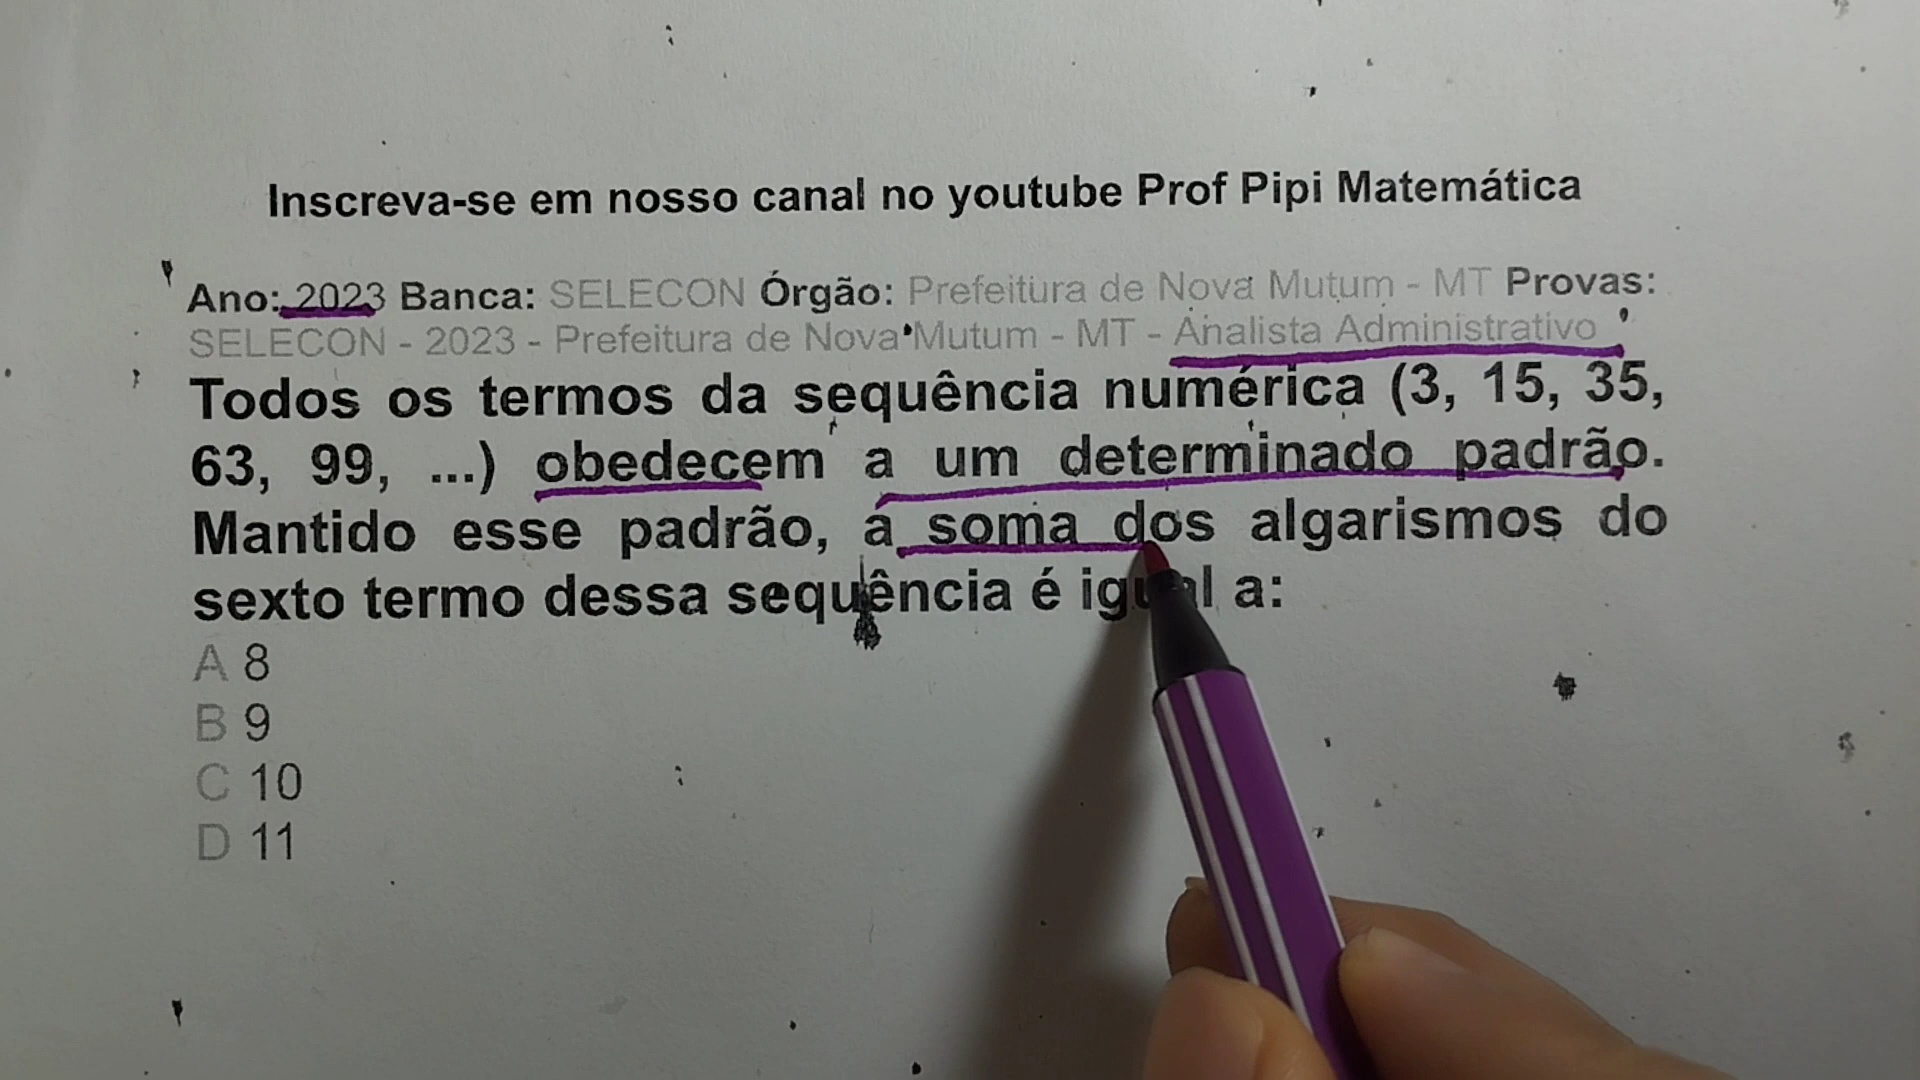 Inscreva-se em nosso canal no youtube Prof Pipi Matemática
Ano: 2023 Banca: SELECON Órgão: Prefeitura de Nova Mutum - MT Provas:
SELECON - 2023 - Prefeitura de Nova Mutum - MT - Analista Administrativo
Todos os termos da sequência numérica (3, 15, 35,
63, 99, ...) obedecem a um determinado padrão.
Mantido esse padrão, a soma dos algarismos do
sexto termo dessa sequência é igual a:
A 8
B 9
C 10
D 11